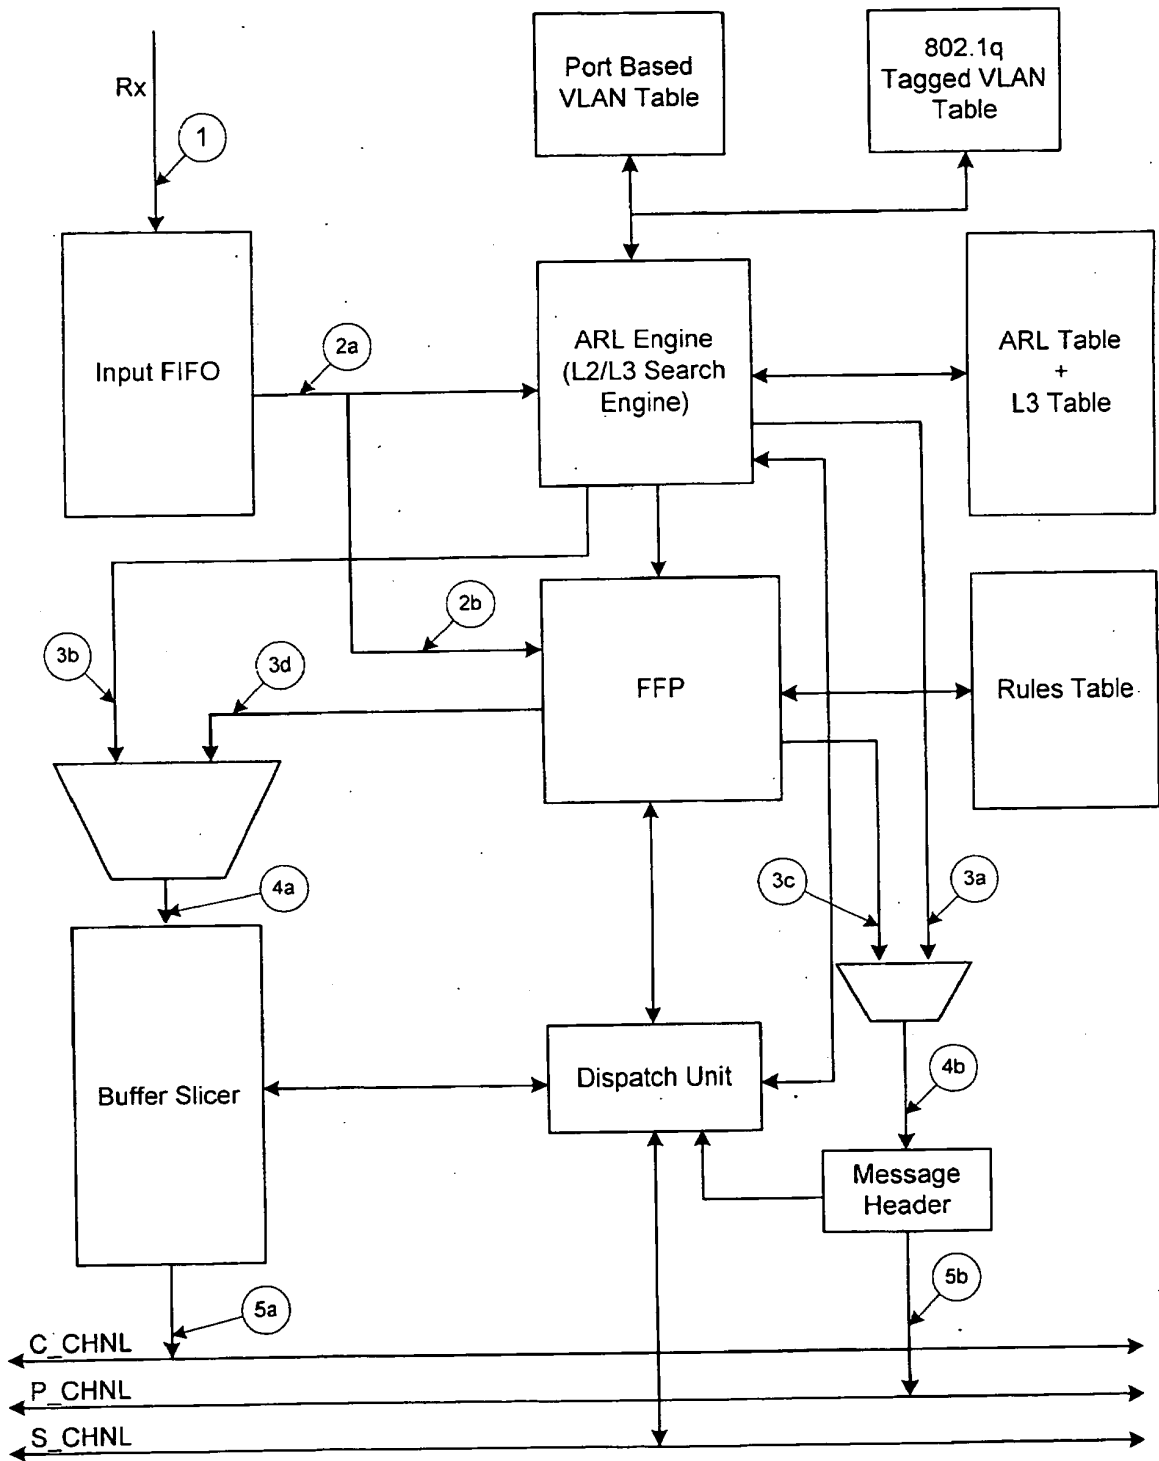 Rx
1
Port Based
VLAN Table
802.1q
Tagged VLAN
Table
Input FIFO
2a
ARL Engine
(L2/L3 Search
Engine)
ARL Table
+
L3 Table
2b
3b
3d
FFP
Rules Table
4a
3c
3a
Buffer Slicer
Dispatch Unit
4b
Message
Header
5a
5b
C_CHNL
P_CHNL
S_CHNL